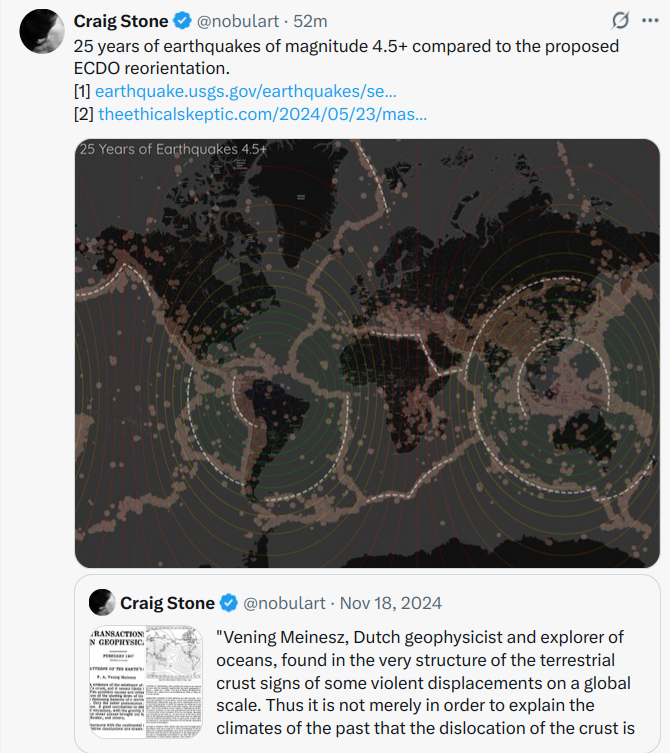 Craig Stone @nobulart · 52m
25 years of earthquakes of magnitude 4.5+ compared to the proposed
ECDO reorientation.
[1] earthquake.usgs.gov/earthquakes/se...
[2] theethicalskeptic.com/2024/05/23/mas...
25 Years of Earthquakes 4.5+
Craig Stone @nobulart · Nov 18, 2024
"Vening Meinesz, Dutch geophysicist and explorer of
oceans, found in the very structure of the terrestrial
crust signs of some violent displacements on a global
scale. Thus it is not merely in order to explain the
climates of the past that the dislocation of the crust is